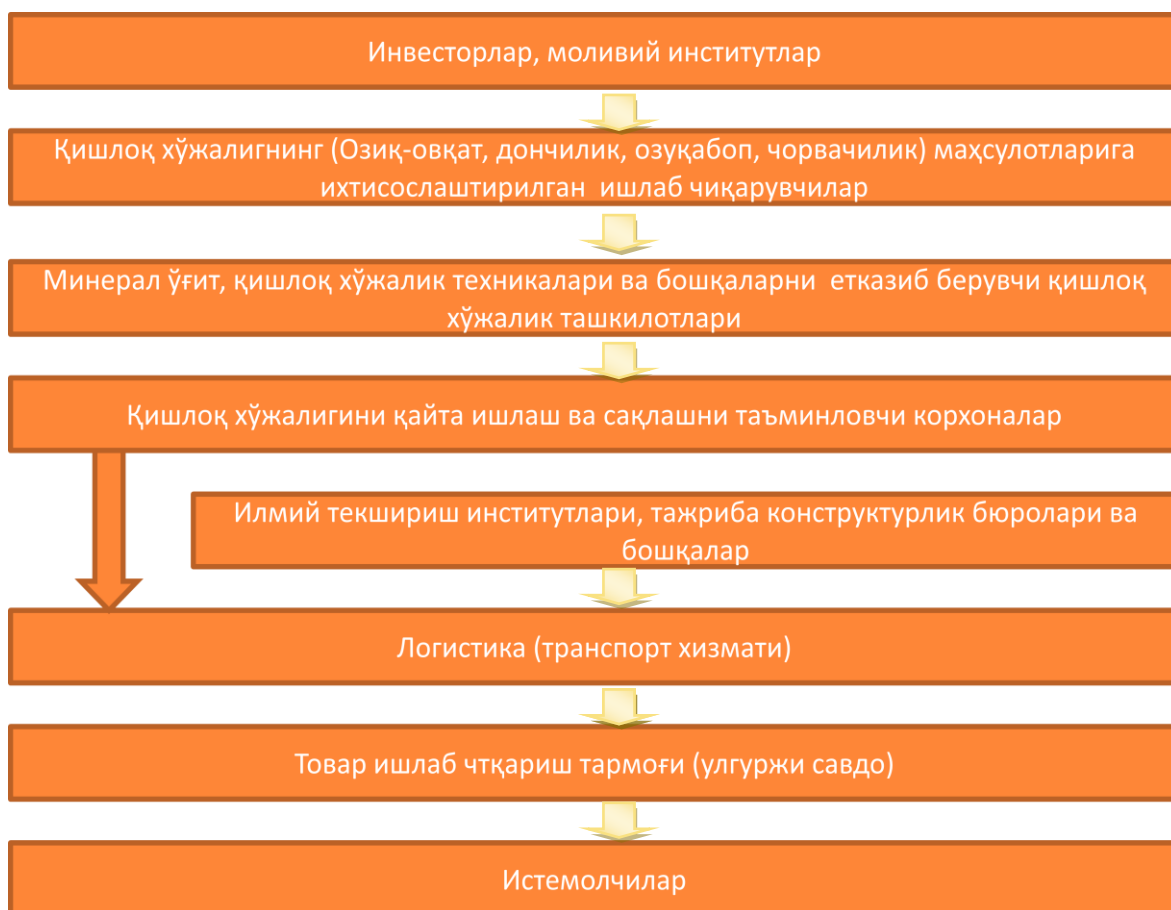 Инвесторлар, моливий институтлар
Қишлоқ хўжалигнинг (Озиқ-овқат, дончилик, озуқабоп, чорвачилик) маҳсулотларига
ихтисослаштирилган ишлаб чиқарувчилар
Минерал ўғит, қишлоқ хўжалик техникалари ва бошқаларни етказиб берувчи қишлоқ
хўжалик ташкилотлари
Қишлоқ хўжалигини қайта ишлаш ва сақлашни таъминловчи корхоналар
Илмий текшириш институтлари, тажриба конструктурлик бюролари ва
бошқалар
Логистика (транспорт хизмати)
Товар ишлаб чтқариш тармоғи (улгуржи савдо)
Истемолчилар